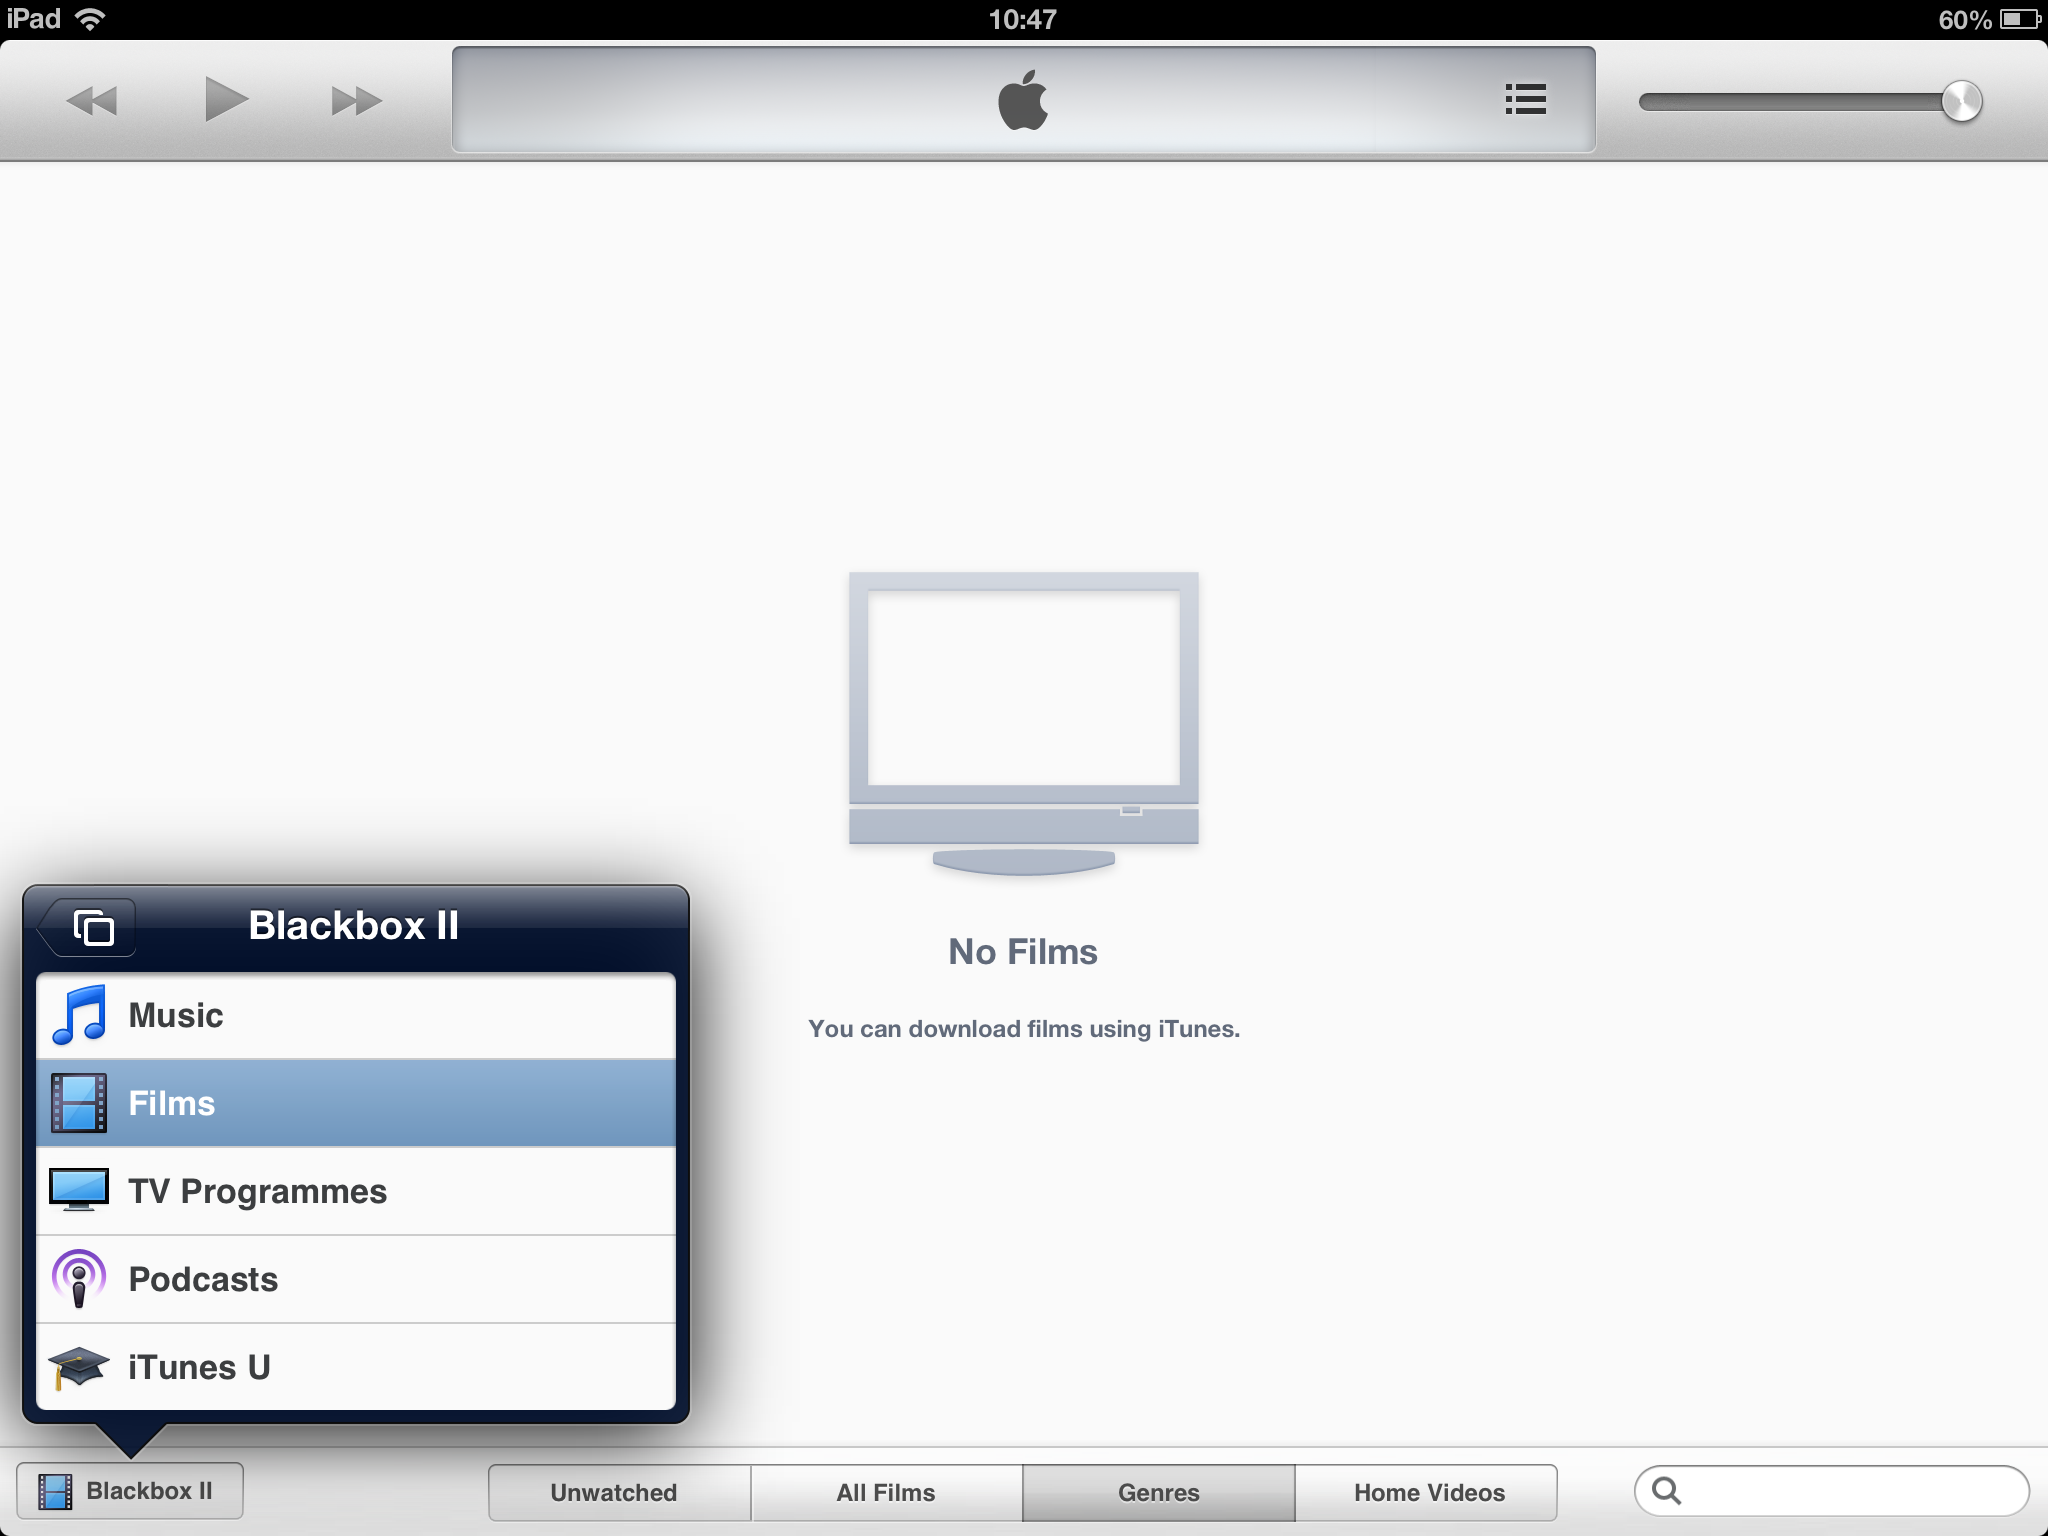 iPad
10:47
60%
No Films
You can download films using iTunes.
Blackbox II
Music
Films
TV Programmes
Podcasts
iTunes U
Blackbox II
Unwatched
All Films
Genres
Home Videos